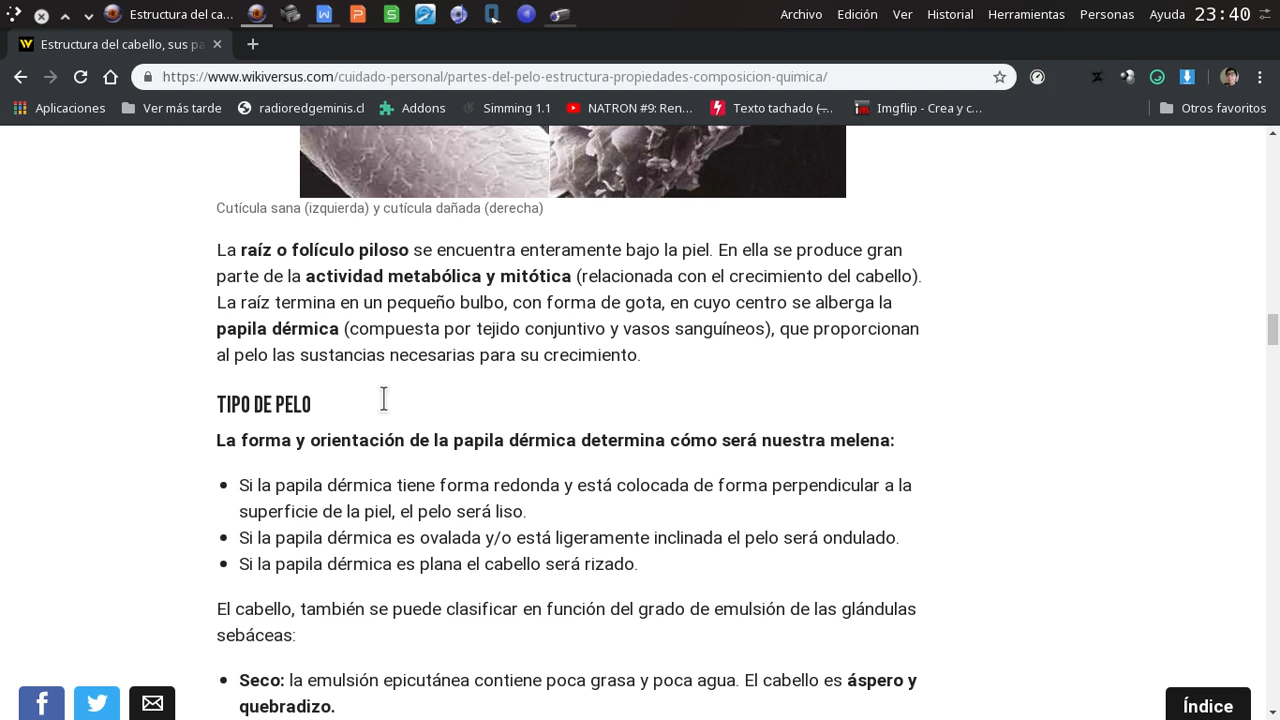 Estructura del ca...
Archivo
Edición
Ver
Historial
Herramientas
Personas
Ayuda
23:40
Estructura del cabello, sus pa
https://www.wikiversus.com/cuidado-personal/partes-del-pelo-estructura-propiedades-composicion-quimica/
Aplicaciones
Ver más tarde
radioredgeminis.cl
Addons
Simming 1.1
NATRON #9: Ren...
Texto tachado (...
Imgflip - Crea y c...
Otros favoritos
Cutícula sana (izquierda) y cutícula dañada (derecha)
La raíz o folículo piloso se encuentra enteramente bajo la piel. En ella se produce gran
parte de la actividad metabólica y mitótica (relacionada con el crecimiento del cabello).
La raíz termina en un pequeño bulbo, con forma de gota, en cuyo centro se alberga la
papila dérmica (compuesta por tejido conjuntivo y vasos sanguíneos), que proporcionan
al pelo las sustancias necesarias para su crecimiento.
TIPO DE PELO
La forma y orientación de la papila dérmica determina cómo será nuestra melena:
Si la papila dérmica tiene forma redonda y está colocada de forma perpendicular a la
superficie de la piel, el pelo será liso.
Si la papila dérmica es ovalada y/o está ligeramente inclinada el pelo será ondulado.
Si la papila dérmica es plana el cabello será rizado.
El cabello, también se puede clasificar en función del grado de emulsión de las glándulas
sebáceas:
Seco: la emulsión epicutánea contiene poca grasa y poca agua. El cabello es áspero y
quebradizo.
Índice